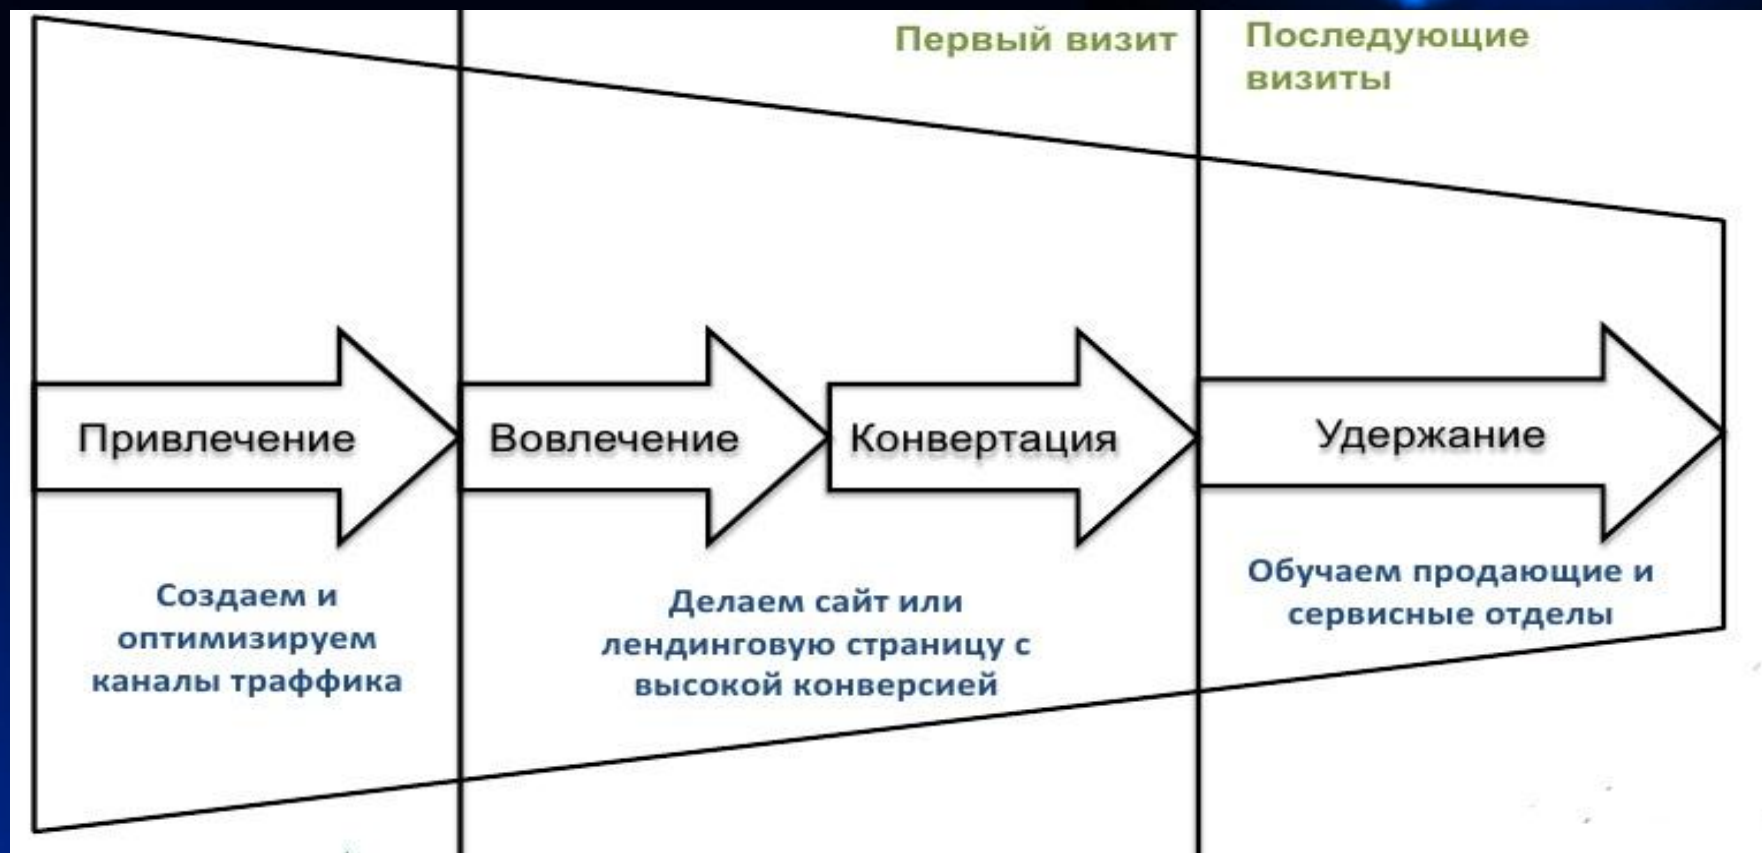 Первый визит
Последующие
визиты
Привлечение
Вовлечение
Конвертация
Удержание
Создаем и
оптимизируем
каналы траффика
Делаем сайт или
лендинговую страницу с
высокой конверсией
Обучаем продающие и
сервисные отделы